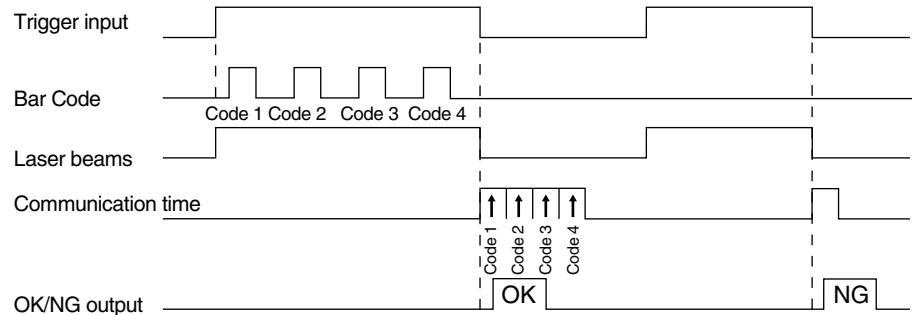 Trigger input
Bar Code
Code 1 Code 2 Code 3 Code 4
Laser beams
Communication time
Code 1
Code 2
Code 3
Code 4
OK/NG output
OK
NG